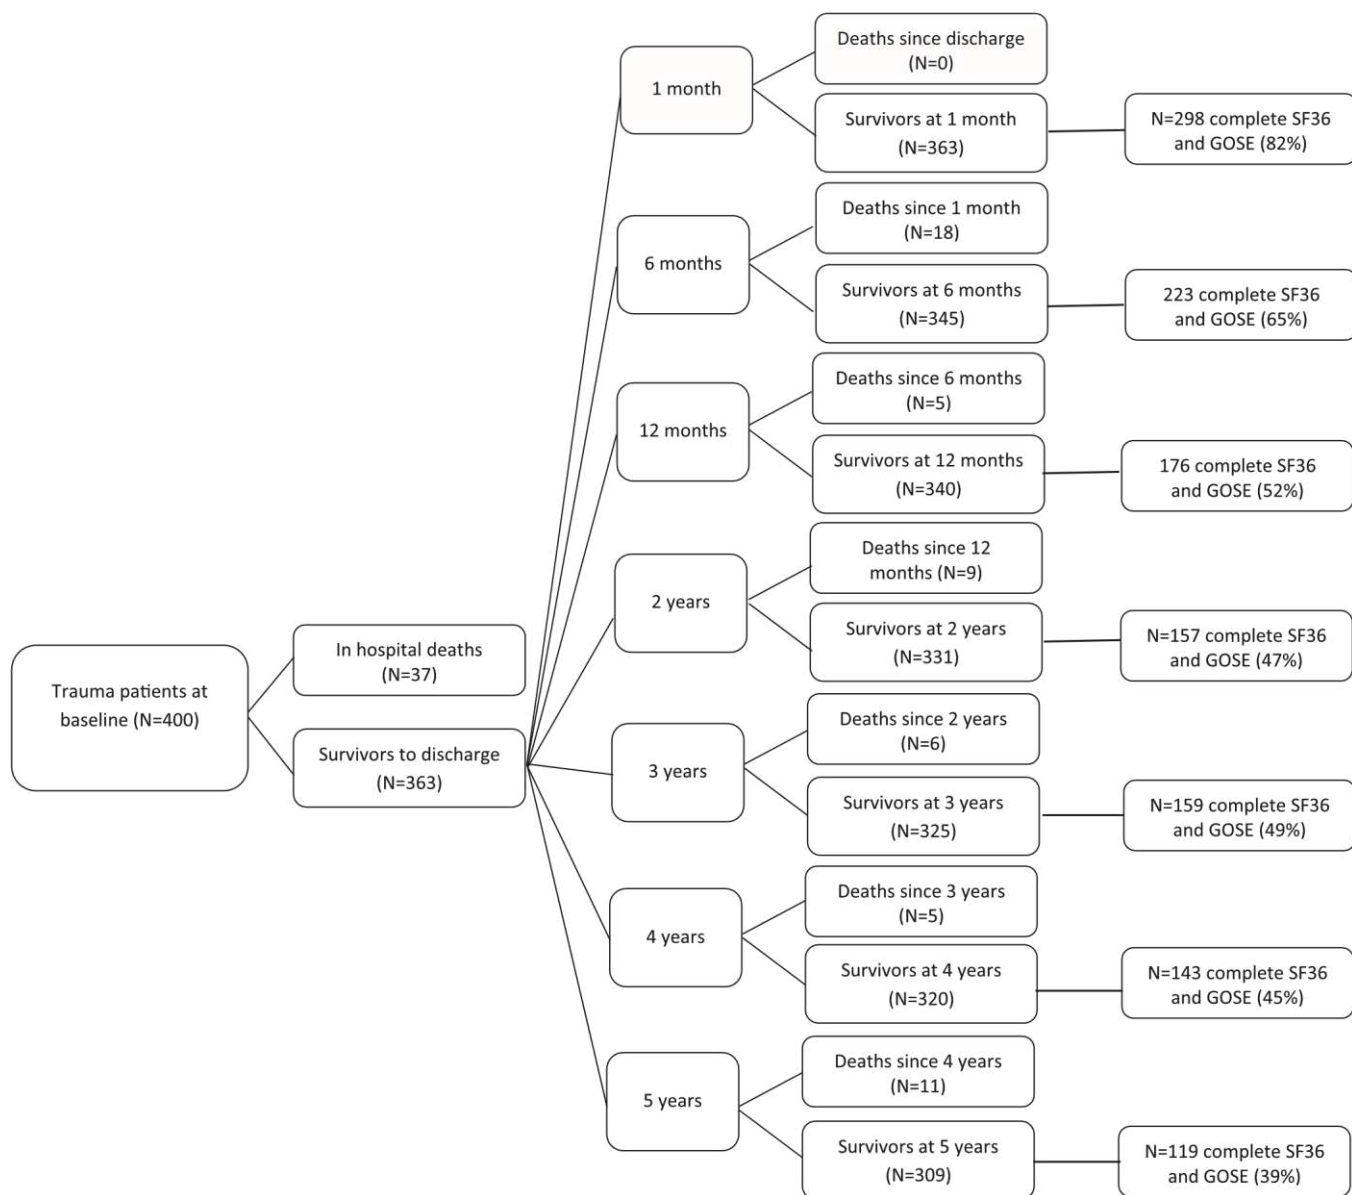 Trauma patients at
baseline (N=400)
In hospital deaths
(N=37)
Survivors to discharge
(N=363)
1 month
Deaths since discharge
(N=0)
Survivors at 1 month
(N=363)
N=298 complete SF36
and GOSE (82%)
6 months
Deaths since 1 month
(N=18)
Survivors at 6 months
(N=345)
223 complete SF36
and GOSE (65%)
12 months
Deaths since 6 months
(N=5)
Survivors at 12 months
(N=340)
176 complete SF36
and GOSE (52%)
2 years
Deaths since 12
months (N=9)
Survivors at 2 years
(N=331)
N=157 complete SF36
and GOSE (47%)
3 years
Deaths since 2 years
(N=6)
Survivors at 3 years
(N=325)
N=159 complete SF36
and GOSE (49%)
4 years
Deaths since 3 years
(N=5)
Survivors at 4 years
(N=320)
N=143 complete SF36
and GOSE (45%)
5 years
Deaths since 4 years
(N=11)
Survivors at 5 years
(N=309)
N=119 complete SF36
and GOSE (39%)